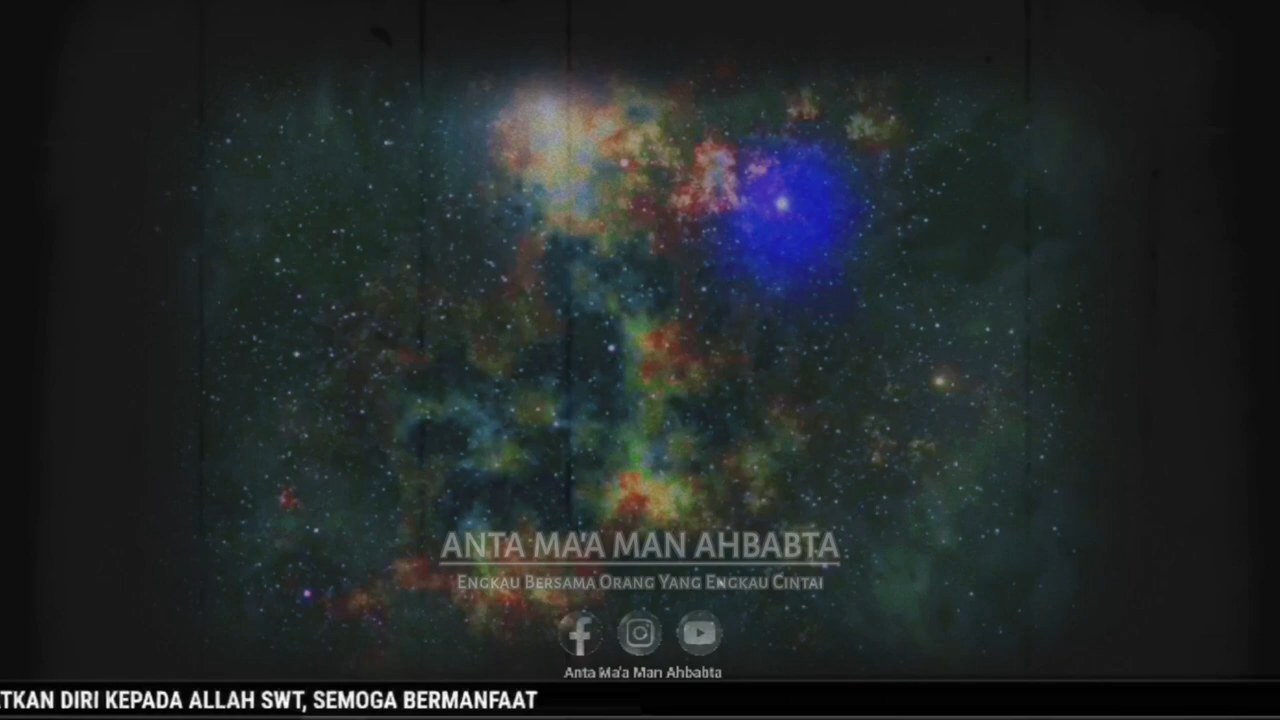 ANTA MA'A MAN AHBABTA
ENGKAU BERSAMA ORANG YANG ENGKAU CINTAI
Anta Ma'a Man Ahbabta
DIRI KEPADA ALLAH SWT, SEMOGA BERMANFAAT